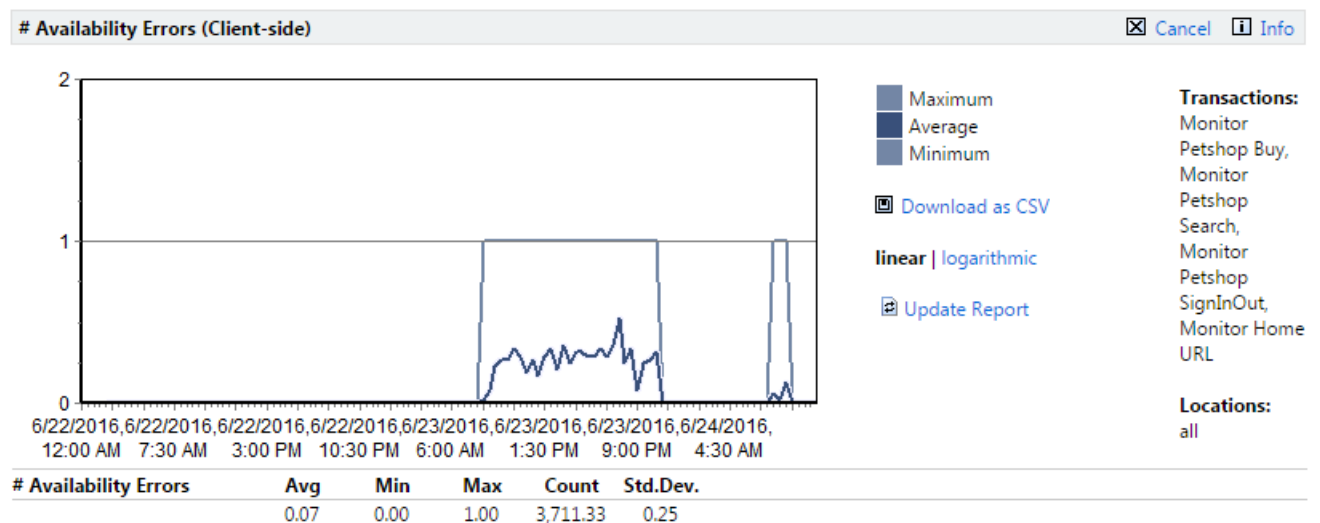 # Availability Errors (Client-side) Cancel Info
2
1
0
6/22/2016,6/22/2016,6/22/2016,6/22/2016,6/23/2016,6/23/2016,6/23/2016,6/24/2016,
12:00 AM 7:30 AM 3:00 PM 10:30 PM 6:00 AM 1:30 PM 9:00 PM 4:30 AM
Maximum
Average
Minimum
Download as CSV
linear | logarithmic
Update Report
Transactions:
Monitor
Petshop Buy,
Monitor
Petshop
Search,
Monitor
Petshop
SignInOut,
Monitor Home
URL
Locations:
all
# Availability Errors Avg Min Max Count Std.Dev.
0.07 0.00 1.00 3,711.33 0.25